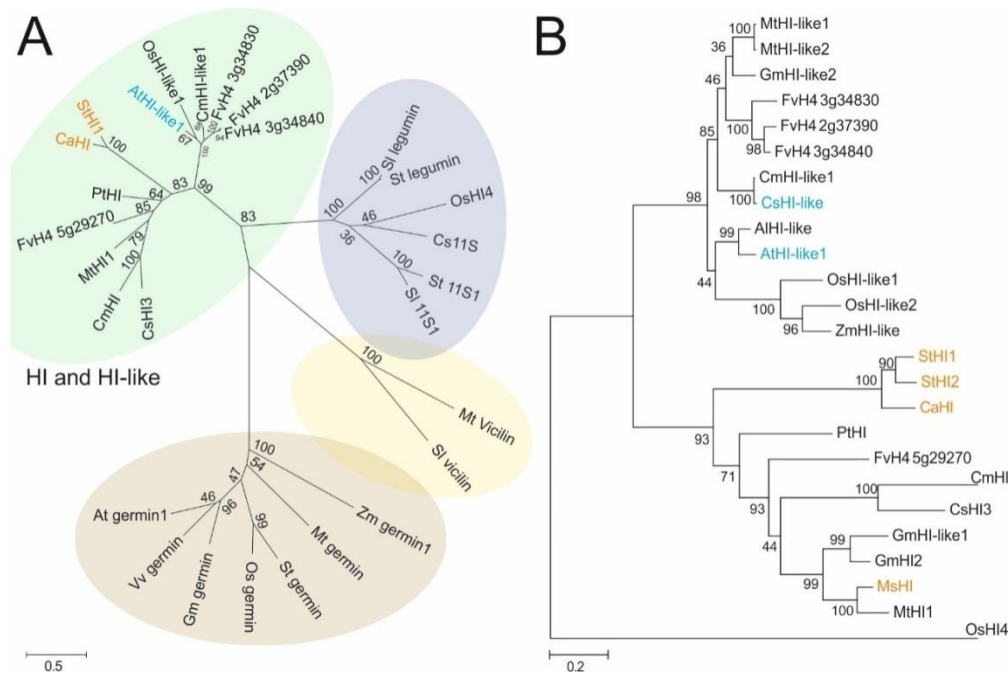 A
OsHI-like1
CmHI-like1
FvH4 3g34830
FvH4 2g37390
FvH4 3g34840
AtHI-like1
StHI1
CaHI
100
67
69
100
94
100
PtHI
64
83
99
83
FvH4 5g29270
85
MtHI1
79
CmHI
100
CsHI3
HI and HI-like
100
Sl legumin
St legumin
100
46
OsHI4
36
Cs11S
100
St 11S1
Sl 11S1
100
Mt Vicilin
Sl vicilin
100
54
47
46
96
99
At germin1
Vv germin
Gm germin
Os germin
St germin
Mt germin
Zm germin1
0.5
B
MtHI-like1
100
MtHI-like2
36
GmHI-like2
46
FvH4 3g34830
100
FvH4 2g37390
98
FvH4 3g34840
85
CmHI-like1
100
CsHI-like
98
AlHI-like
99
AtHI-like1
44
OsHI-like1
100
OsHI-like2
96
ZmHI-like
StHI1
90
StHI2
100
CaHI
PtHI
93
FvH4 5g29270
71
CmHI
100
CsHI3
93
GmHI-like1
99
GmHI2
44
MsHI
99
100
MtHI1
OsHI4
0.2